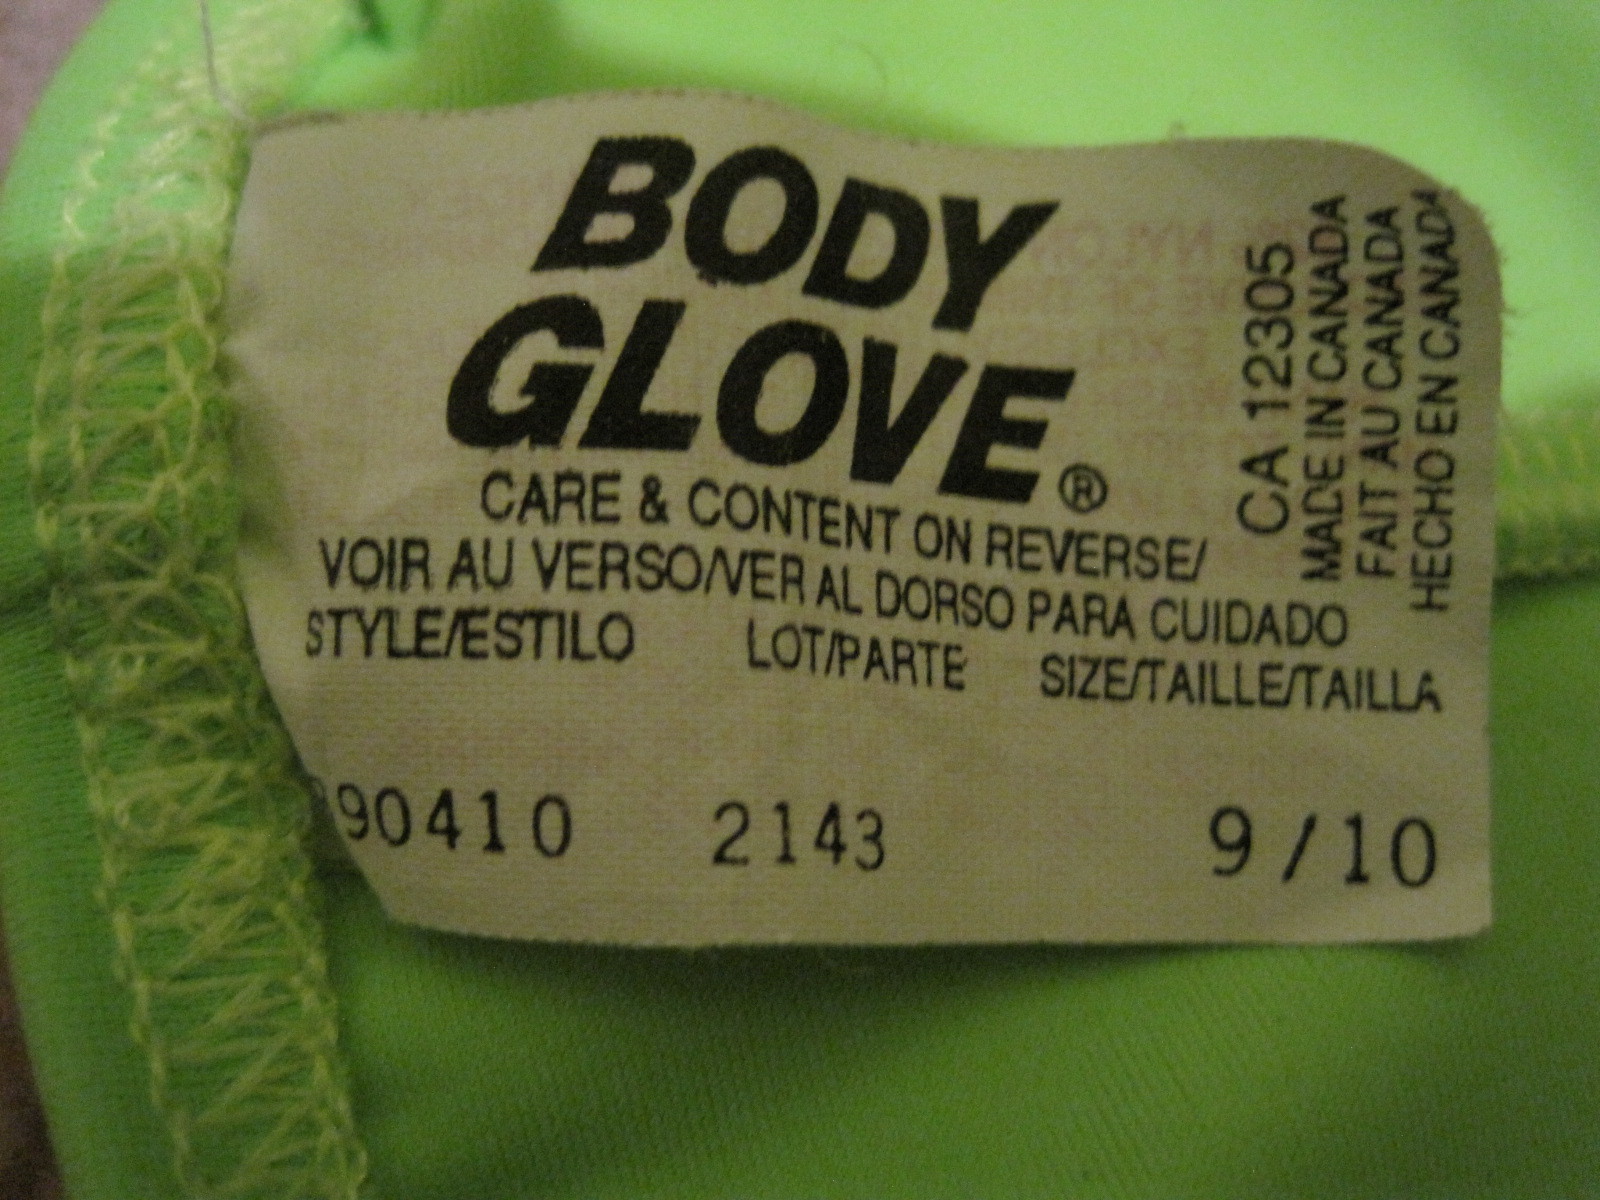 BODY
GLOVE®
CARE & CONTENT ON REVERSE/
VOIR AU VERSO/VER AL DORSO PARA CUIDADO
STYLE/ESTILO LOT/PARTE SIZE/TAILLE/TAILLA
90410 2143 9/10
CA 12305
MADE IN CANADA
FAIT AU CANADA
HECHO EN CANADA